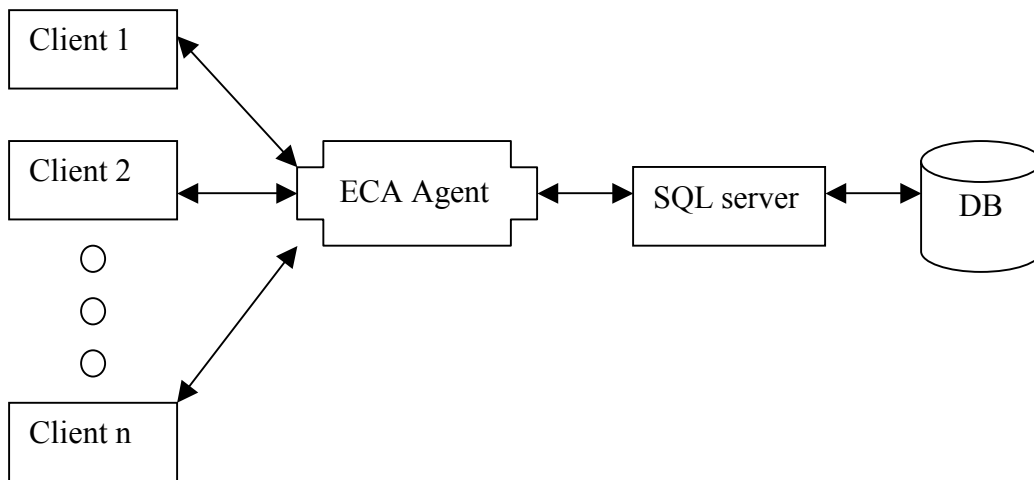 Client 1
Client 2
ECA Agent
SQL server
DB
Client n